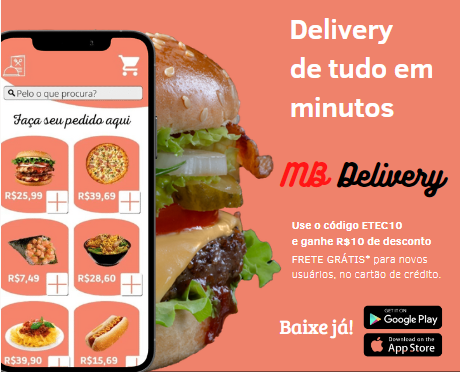 Delivery
de tudo em
minutos
MB Delivery
Use o código ETEC10
e ganhe R$10 de desconto
FRETE GRÁTIS* para novos
usuários, no cartão de crédito.
Baixe já!
GET IT ON
Google Play
Download on the
App Store
Pelo o que procura?
Faça seu pedido aqui
R$25,99
R$39,69
R$7,49
R$28,60
R$39,90
R$15,69